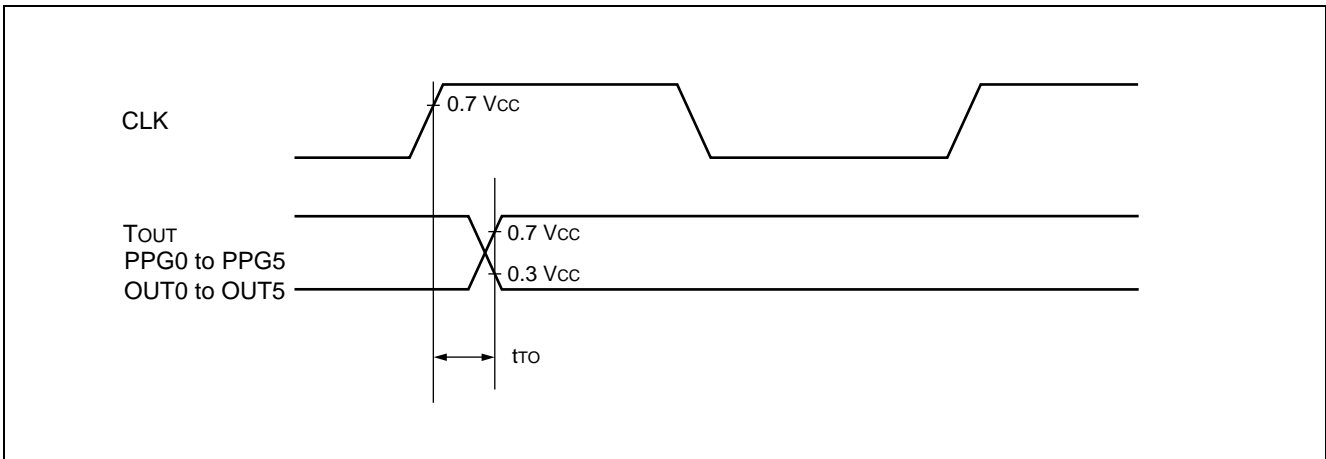 CLK
0.7 VCC
TOUT
PPG0 to PPG5
OUT0 to OUT5
0.7 VCC
0.3 VCC
tTO